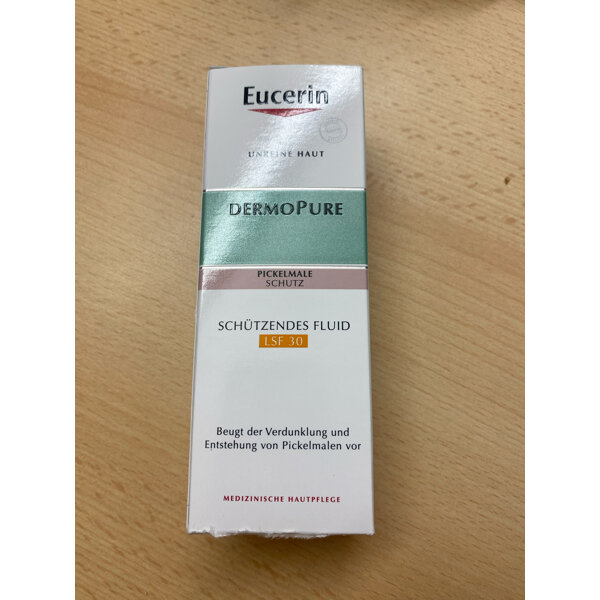 Eucerin
UNREINE HAUT
DERMOPURE
PICKELMALE
SCHUTZ
SCHÜTZENDES FLUID
LSF 30
Beugt der Verdunklung und
Entstehung von Pickelmalen vor
MEDIZINISCHE HAUTPFLEGE